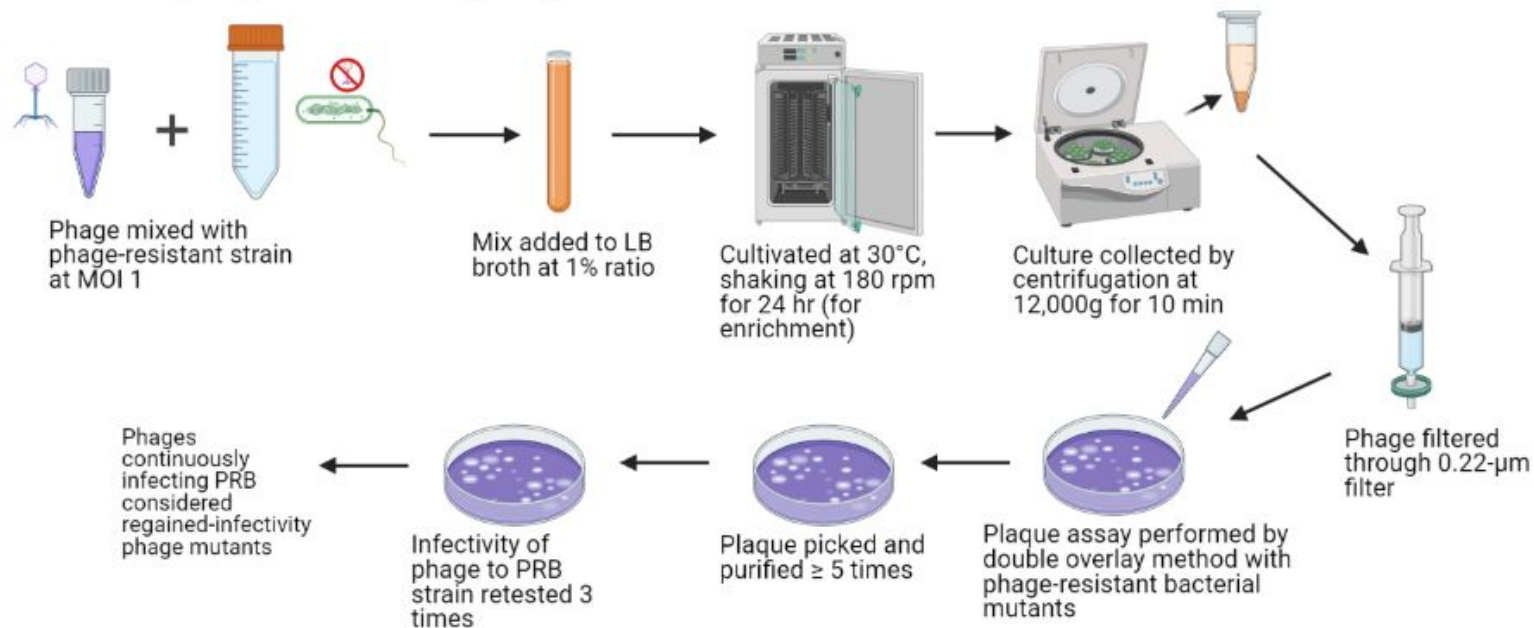 Phage mixed with
phage-resistant strain
at MOI 1
Mix added to LB
broth at 1% ratio
Cultivated at 30°C,
shaking at 180 rpm
for 24 hr (for
enrichment)
Culture collected by
centrifugation at
12,000g for 10 min
Phage filtered
through 0.22-µm
filter
Plaque assay performed by
double overlay method with
phage-resistant bacterial
mutants
Plaque picked and
purified ≥ 5 times
Infectivity of
phage to PRB
strain retested 3
times
Phages
continuously
infecting PRB
considered
regained-infectivity
phage mutants